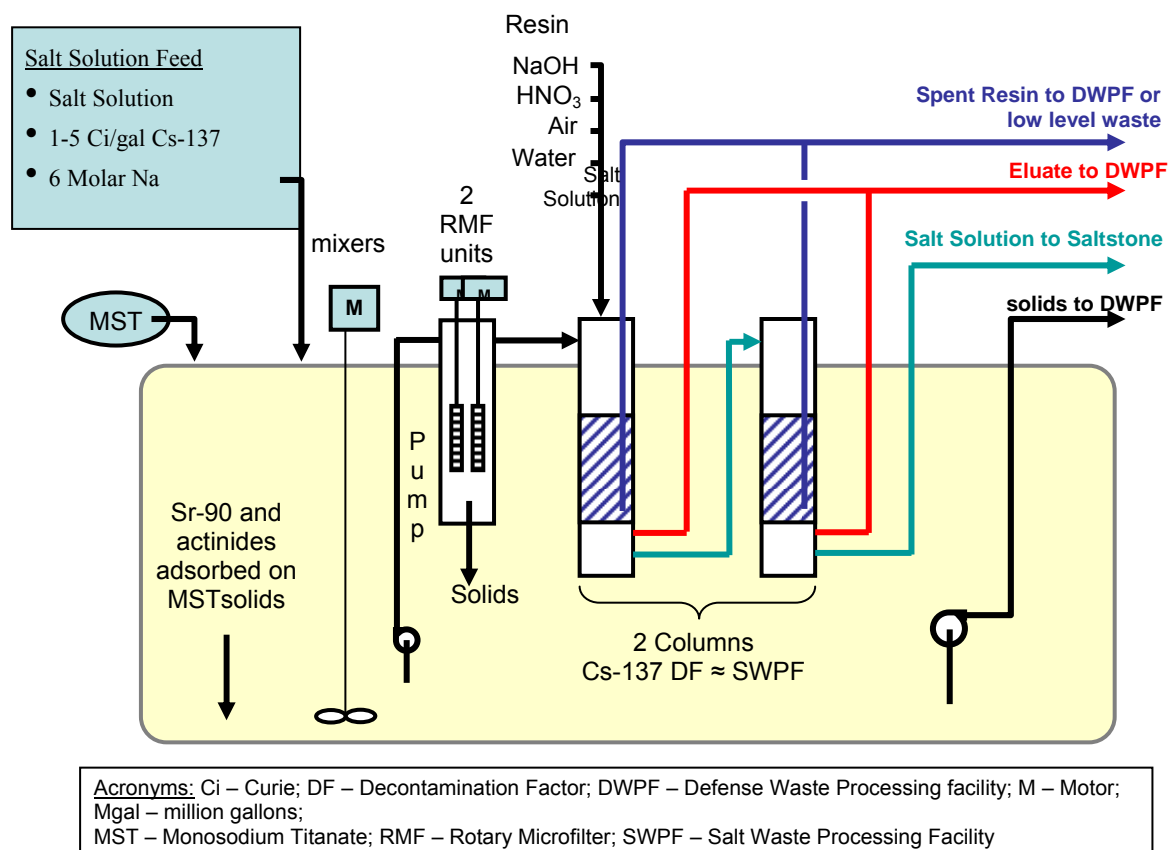 Salt Solution Feed
• Salt Solution
• 1-5 Ci/gal Cs-137
• 6 Molar Na
MST
mixers
M
2
RMF
units
M
M
Resin
NaOH
HNO₃
Air
Water
Salt
Solution
Spent Resin to DWPF or
low level waste
Eluate to DWPF
Salt Solution to Saltstone
solids to DWPF
Pump
Solids
Sr-90 and
actinides
adsorbed on
MSTsolids
2 Columns
Cs-137 DF ≈ SWPF
Acronyms: Ci – Curie; DF – Decontamination Factor; DWPF – Defense Waste Processing facility; M – Motor;
Mgal – million gallons;
MST – Monosodium Titanate; RMF – Rotary Microfilter; SWPF – Salt Waste Processing Facility